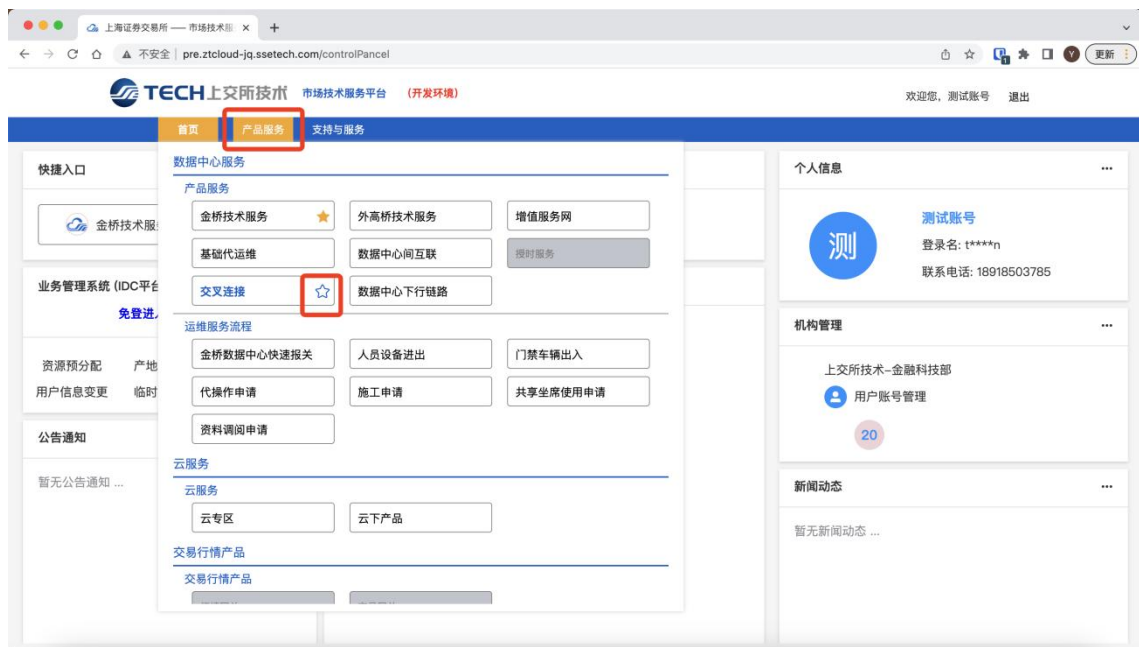 上海证券交易所 —— 市场技术服
不安全 pre.ztcloud-jq.ssetech.com/controlPancel
Y
更新
TECH上交所技术 市场技术服务平台 (开发环境)
欢迎您, 测试账号 退出
首页 产品服务 支持与服务
快捷入口
金桥技术服
业务管理系统 (IDC平台
免登进
资源预分配 产地
用户信息变更 临时
公告通知
暂无公告通知 ...
数据中心服务
产品服务
金桥技术服务 外高桥技术服务 增值服务网
基础代运维 数据中心间互联 授时服务
交叉连接 数据中心下行链路
运维服务流程
金桥数据中心快速报关 人员设备进出 门禁车辆出入
代操作申请 施工申请 共享坐席使用申请
资料调阅申请
云服务
云服务
云专区 云下产品
交易行情产品
交易行情产品
个人信息 ...
测
测试账号
登录名: t****n
联系电话: 18918503785
机构管理 ...
上交所技术–金融科技部
用户账号管理
20
新闻动态 ...
暂无新闻动态 ...